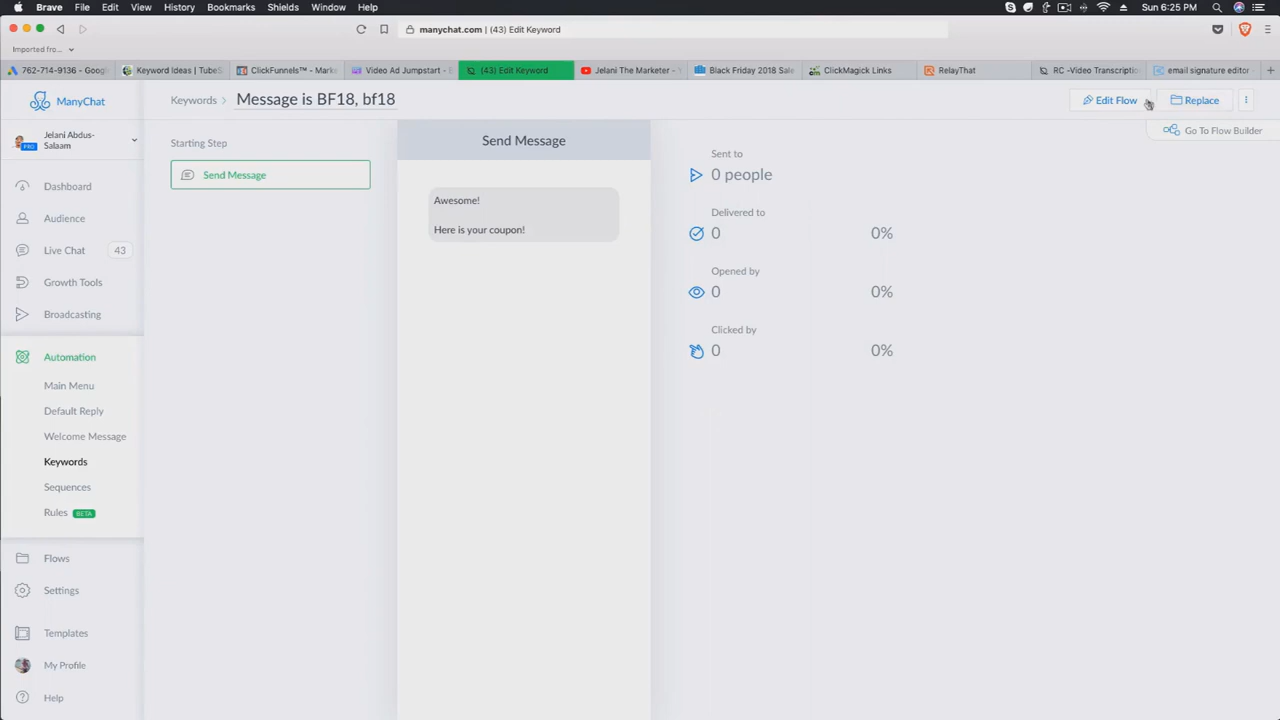 Brave File Edit View History Bookmarks Shields Window Help
Sun 6:25 PM
manychat.com | (43) Edit Keyword
Imported fro...
762-714-9136 - Googl
Keyword Ideas | TubeS
ClickFunnels™ - Marke
Video Ad Jumpstart - E
(43) Edit Keyword
Jelani The Marketer - Y
Black Friday 2018 Sale
ClickMagick Links
RelayThat
RC -Video Transcriptio
email signature editor -
ManyChat
Keywords
Message is BF18, bf18
Edit Flow
Replace
Go To Flow Builder
Jelani Abdus-
Salaam
PRO
Dashboard
Audience
Live Chat 43
Growth Tools
Broadcasting
Automation
Main Menu
Default Reply
Welcome Message
Keywords
Sequences
Rules BETA
Flows
Settings
Templates
My Profile
Help
Starting Step
Send Message
Send Message
Awesome!
Here is your coupon!
Sent to
0 people
Delivered to
0 0%
Opened by
0 0%
Clicked by
0 0%